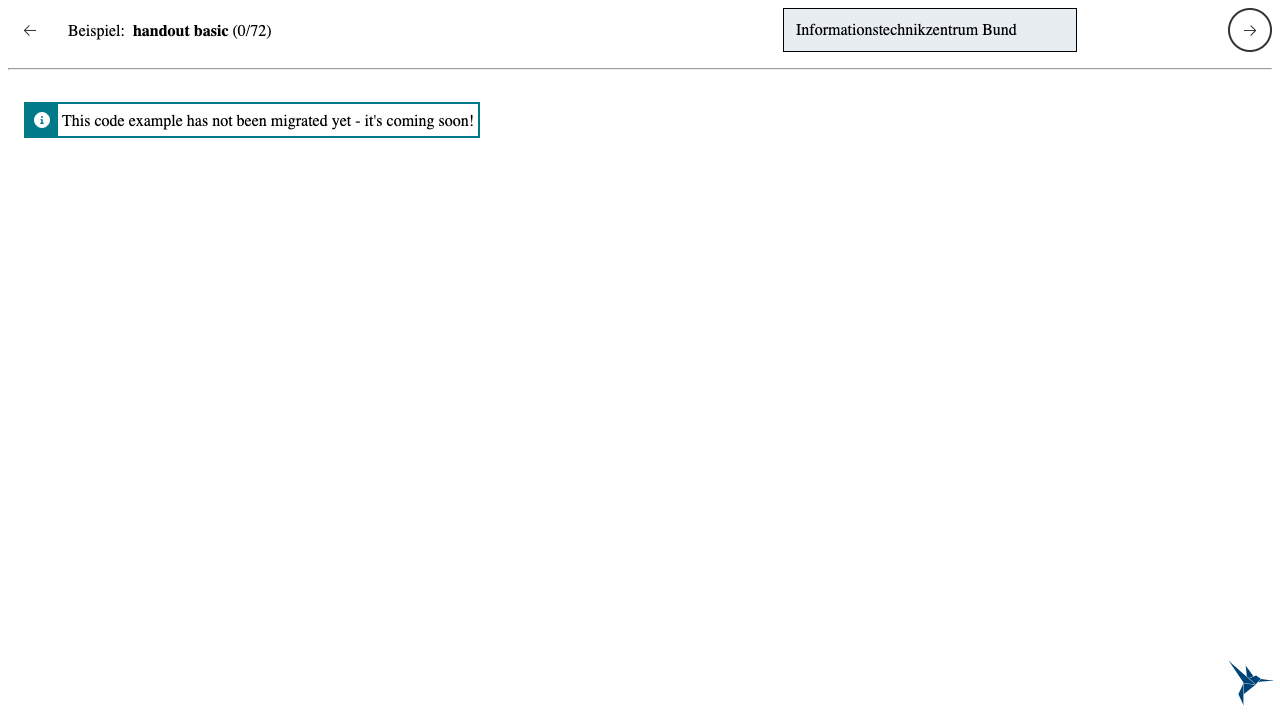 Beispiel: handout basic (0/72)
Informationstechnikzentrum Bund
This code example has not been migrated yet - it's coming soon!